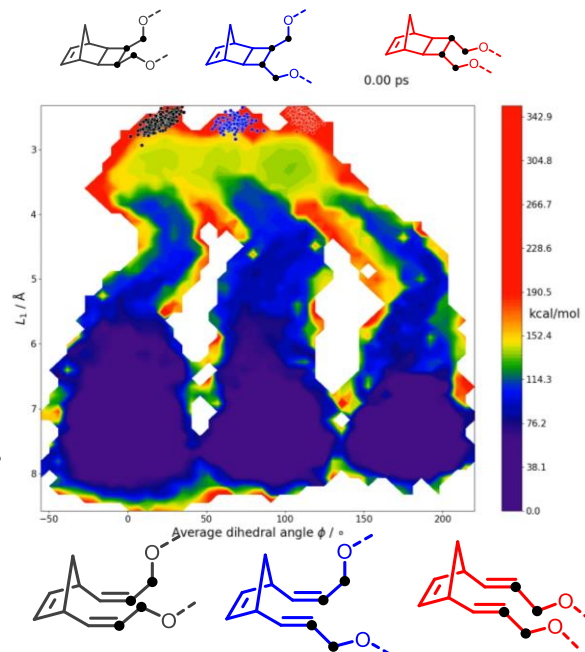 O
O
O
O
O
O
0.00 ps
342.9
304.8
266.7
228.6
190.5
kcal/mol
152.4
114.3
76.2
38.1
0.0
3
4
5
6
7
8
L₁ / Å
−50 0 50 100 150 200
Average dihedral angle ϕ / °
O
O
O
O
O
O